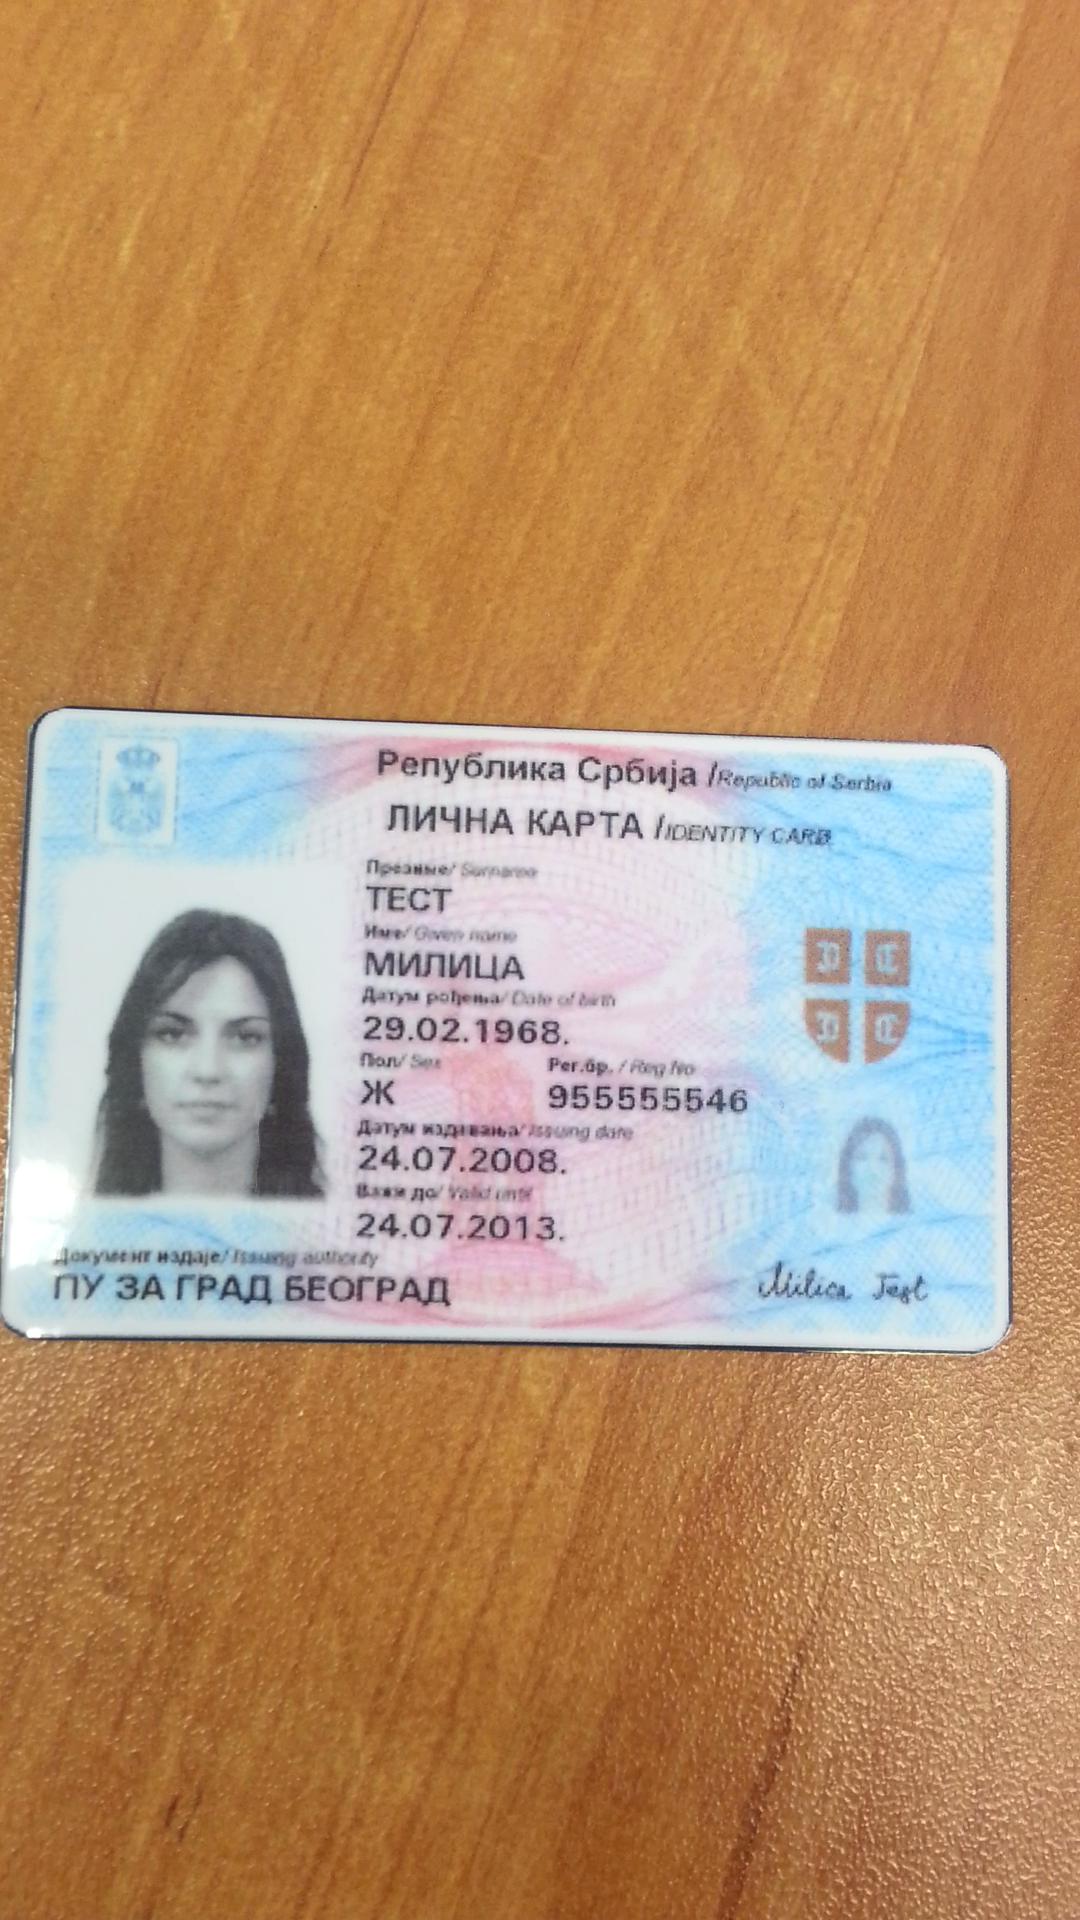 Република Србија /Republic of Serbia
ЛИЧНА КАРТА /IDENTITY CARD
Презиме/ Surname
ТЕСТ
Име/ Given name
МИЛИЦА
Датум рођења/ Date of birth
29.02.1968.
Пол/ Sex Рег.бр. / Reg No
Ж 955555546
Датум издавања/ Issuing date
24.07.2008.
Важи до/ Valid until
24.07.2013.
Документ издаје/ Issuing authority
ПУ ЗА ГРАД БЕОГРАД
Milica Test